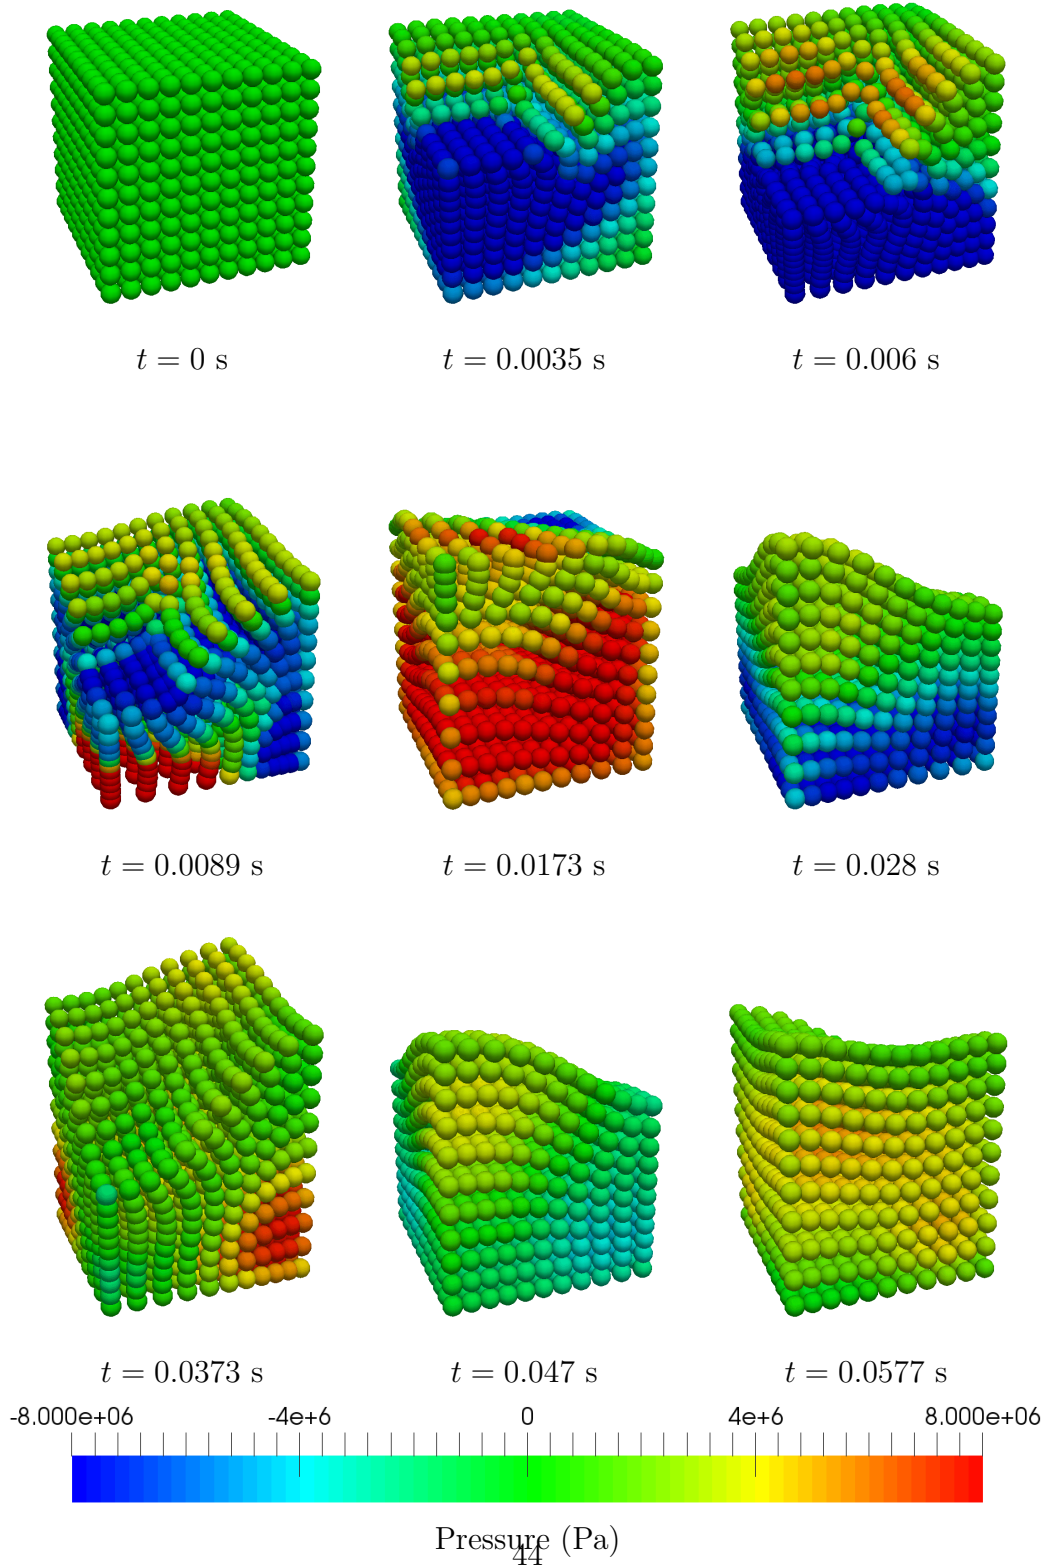 t = 0 s
t = 0.0035 s
t = 0.006 s
t = 0.0089 s
t = 0.0173 s
t = 0.028 s
t = 0.0373 s
t = 0.047 s
t = 0.0577 s
-8.000e+06 -4e+6 0 4e+6 8.000e+06
Pressure (Pa)
44